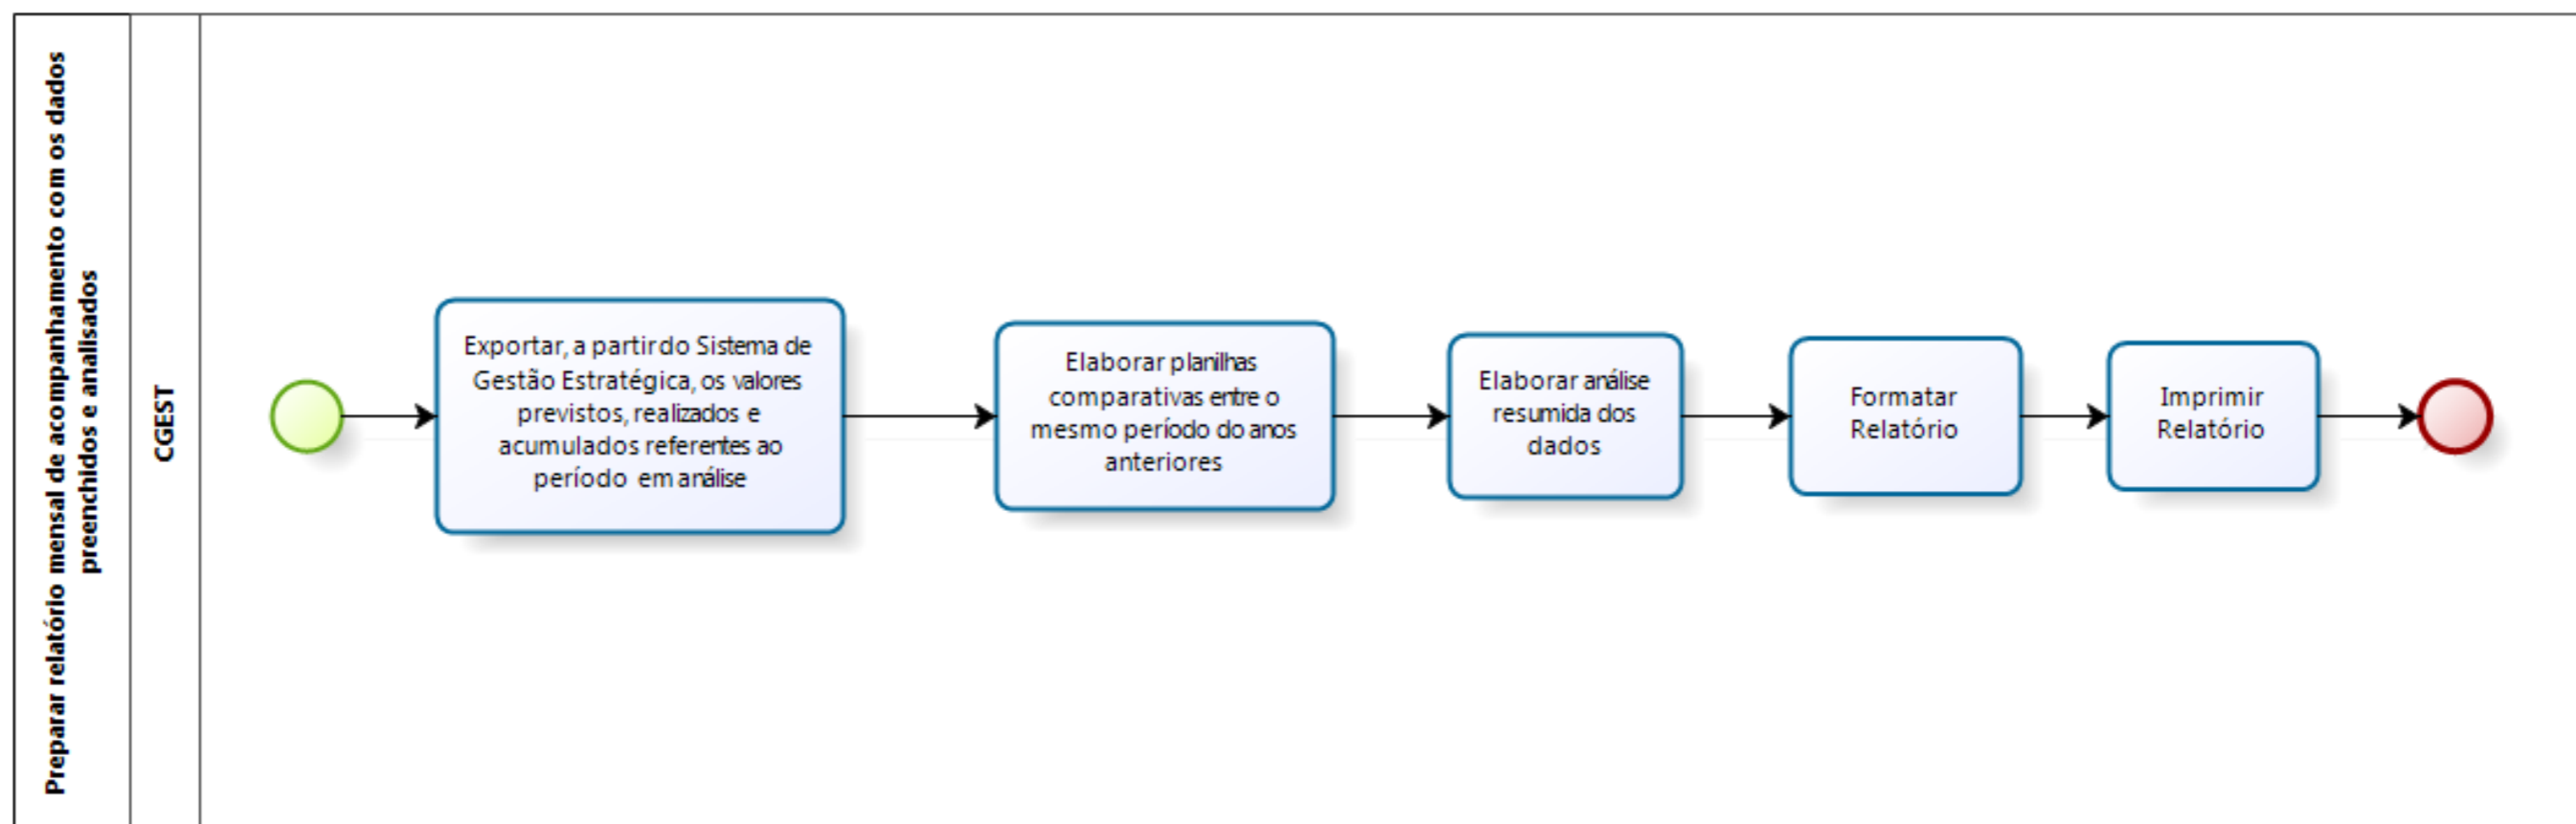 Preparar relatório mensal de acompanhamento com os dados
preenchidos e analisados
CGEST
Exportar, a partir do Sistema de
Gestão Estratégica, os valores
previstos, realizados e
acumulados referentes ao
período em análise
Elaborar planilhas
comparativas entre o
mesmo período do anos
anteriores
Elaborar análise
resumida dos
dados
Formatar
Relatório
Imprimir
Relatório